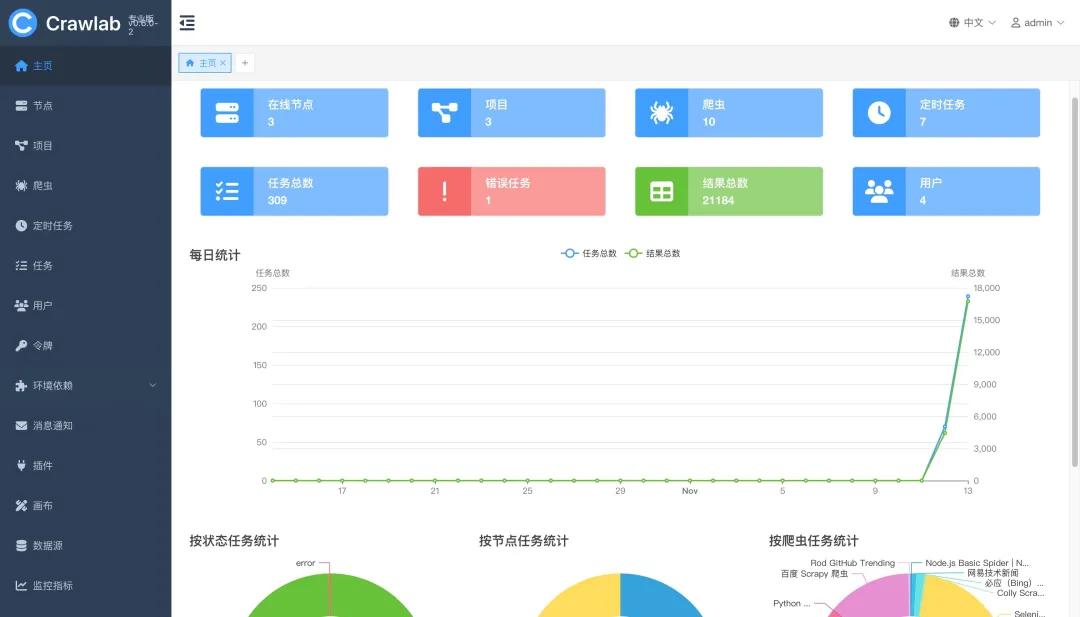 Crawlab
专业版
v0.6.0-2
中文
admin
主页
节点
项目
爬虫
定时任务
任务
用户
令牌
环境依赖
消息通知
插件
画布
数据源
监控指标
主页
在线节点
3
项目
3
爬虫
10
定时任务
7
任务总数
309
错误任务
1
结果总数
21184
用户
4
每日统计
任务总数 结果总数
任务总数
250
200
150
100
50
0
结果总数
18,000
15,000
12,000
9,000
6,000
3,000
0
17 21 25 29 Nov 5 9 13
按状态任务统计
error
按节点任务统计
按爬虫任务统计
Rod GitHub Trending
百度 Scrapy 爬虫
Python ...
Node.js Basic Spider | N...
网易技术新闻
必应（Bing）...
Colly Scra...
Seleni...